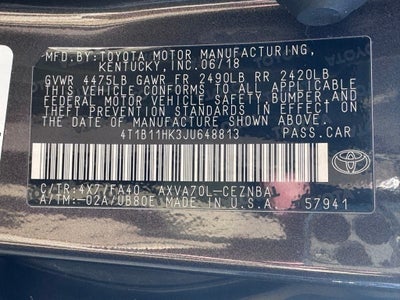 MFD.BY:TOYOTA MOTOR MANUFACTURING,
KENTUCKY, INC. 06/18
GVWR 4475LB GAWR FR 2490LB RR 2420LB
THIS VEHICLE CONFORMS TO ALL APPLICABLE
FEDERAL MOTOR VEHICLE SAFETY, BUMPER, AND
THEFT PREVENTION STANDARDS IN EFFECT ON THE
DATE OF MANUFACTURE SHOWN ABOVE.
4T1B11HK3JU648813 PASS.CAR
C/TR:4X7/FA40 AXVA70L-CEZNBA
A/TM:-02A/UB80E MADE IN U.S.A. 57941
TOYOTA